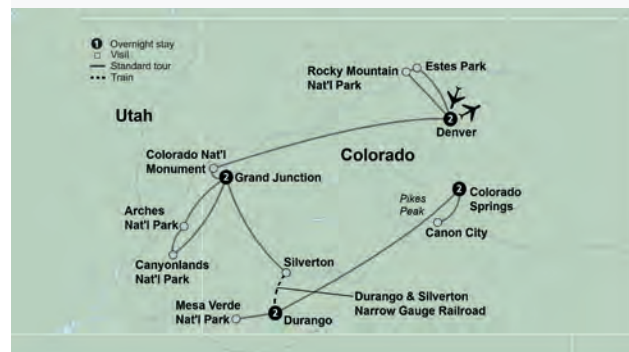 1 Overnight stay
Visit
Standard tour
Train
Utah
Rocky Mountain
Nat'l Park
Estes Park
2
Denver
Colorado Nat'l
Monument
2 Grand Junction
Colorado
Arches
Nat'l Park
Canyonlands
Nat'l Park
Pikes
Peak
2 Colorado
Springs
Canon City
Silverton
Mesa Verde
Nat'l Park
2 Durango
Durango & Silverton
Narrow Gauge Railroad